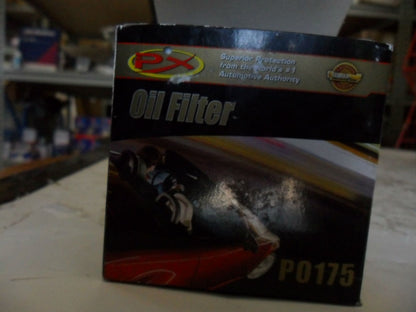 PX
Superior Protection
from the World's #1
Automotive Authority
Oil Filter
PO175